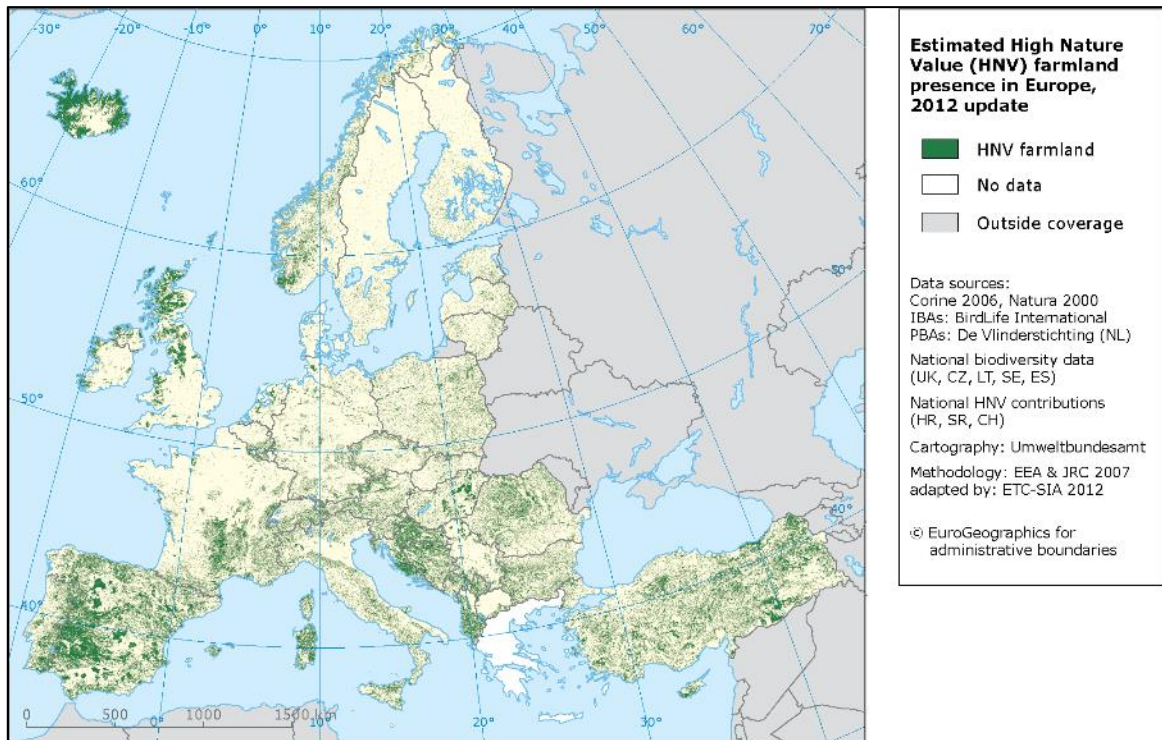 -30°
-20°
-10°
0°
10°
20°
30°
40°
50°
60°
70°
60°
50°
40°
50°
40°
0
500
1000
1500 km
0°
10°
20°
30°
Estimated High Nature
Value (HNV) farmland
presence in Europe,
2012 update
HNV farmland
No data
Outside coverage
Data sources:
Corine 2006, Natura 2000
IBAs: BirdLife International
PBAs: De Vlinderstichting (NL)
National biodiversity data
(UK, CZ, LT, SE, ES)
National HNV contributions
(HR, SR, CH)
Cartography: Umweltbundesamt
Methodology: EEA & JRC 2007
adapted by: ETC-SIA 2012
© EuroGeographics for
administrative boundaries